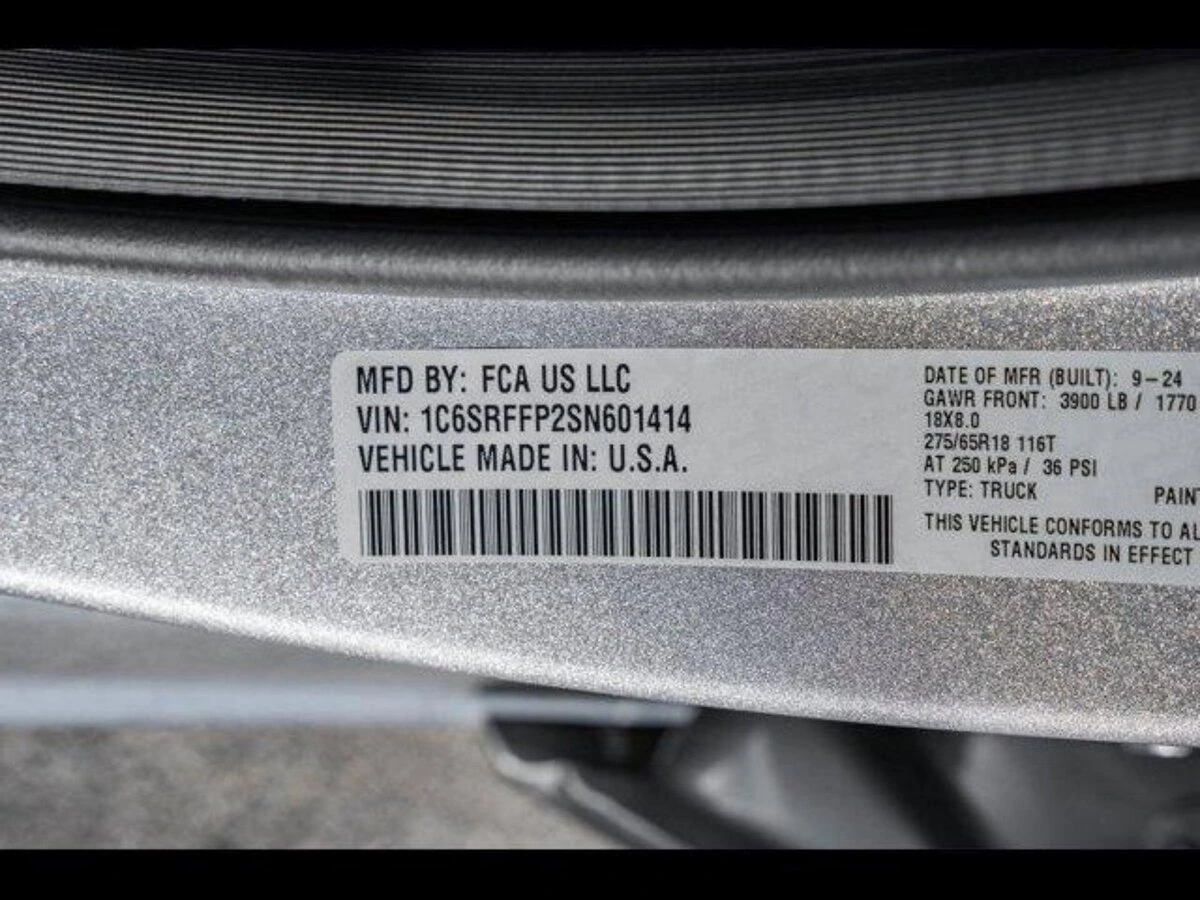 MFD BY: FCA US LLC
VIN: 1C6SRFFP2SN601414
VEHICLE MADE IN: U.S.A.
DATE OF MFR (BUILT): 9-24
GAWR FRONT: 3900 LB / 1770
18X8.0
275/65R18 116T
AT 250 kPa / 36 PSI
TYPE: TRUCK
THIS VEHICLE CONFORMS TO
STANDARDS IN EFFECT